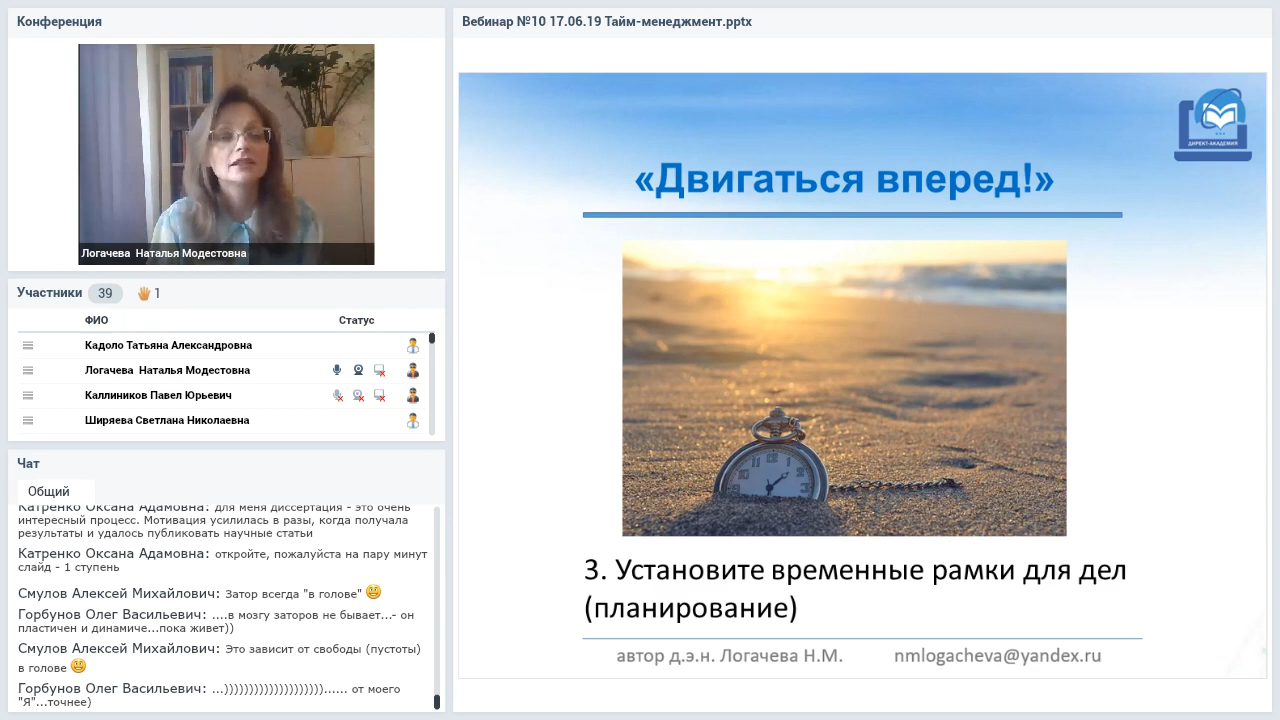 Конференция
Логачева Наталья Модестовна
Участники 39 1
ФИО Статус
Кадоло Татьяна Александровна
Логачева Наталья Модестовна
Каллиников Павел Юрьевич
Ширяева Светлана Николаевна
Чат
Общий
Катренко Оксана Адамовна: для меня диссертация - это очень
интересный процесс. Мотивация усилилась в разы, когда получала
результаты и удалось публиковать научные статьи
Катренко Оксана Адамовна: откройте, пожалуйста на пару минут
слайд - 1 ступень
Смулов Алексей Михайлович: Затор всегда "в голове"
Горбунов Олег Васильевич: ....в мозгу заторов не бывает...- он
пластичен и динамиче...пока живет))
Смулов Алексей Михайлович: Это зависит от свободы (пустоты)
в голове
Горбунов Олег Васильевич: ...))))))))))))))))))))...... от моего
"Я"...точнее)
Вебинар №10 17.06.19 Тайм-менеджмент.pptx
ДИРЕКТ-АКАДЕМИЯ
«Двигаться вперед!»
3. Установите временные рамки для дел
(планирование)
автор д.э.н. Логачева Н.М. nmlogacheva@yandex.ru